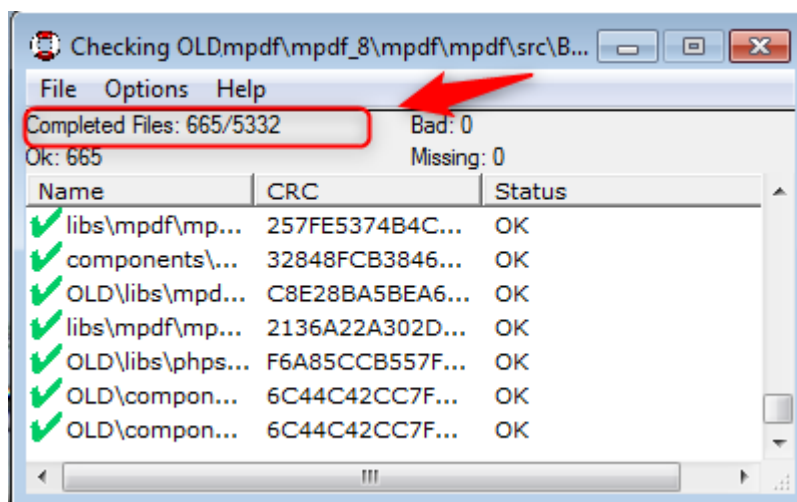 Checking OLDmpdf\mpdf_8\mpdf\mpdf\src\B...
File Options Help
Completed Files: 665/5332 Bad: 0
Ok: 665 Missing: 0
Name CRC Status
libs\mpdf\mp... 257FE5374B4C... OK
components\... 32848FCB3846... OK
OLD\libs\mpd... C8E28BA5BEA6... OK
libs\mpdf\mp... 2136A22A302D... OK
OLD\libs\phps... F6A85CCB557F... OK
OLD\compon... 6C44C42CC7F... OK
OLD\compon... 6C44C42CC7F... OK